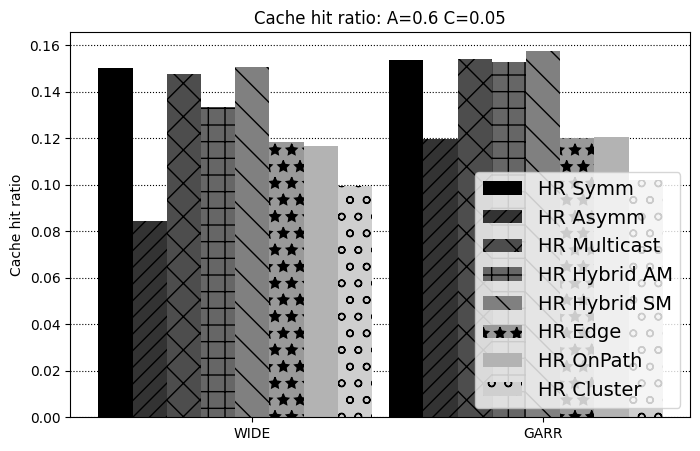 Cache hit ratio: A=0.6 C=0.05
Cache hit ratio
0.16
0.14
0.12
0.10
0.08
0.06
0.04
0.02
0.00
HR Symm
HR Asymm
HR Multicast
HR Hybrid AM
HR Hybrid SM
HR Edge
HR OnPath
HR Cluster
WIDE
GARR